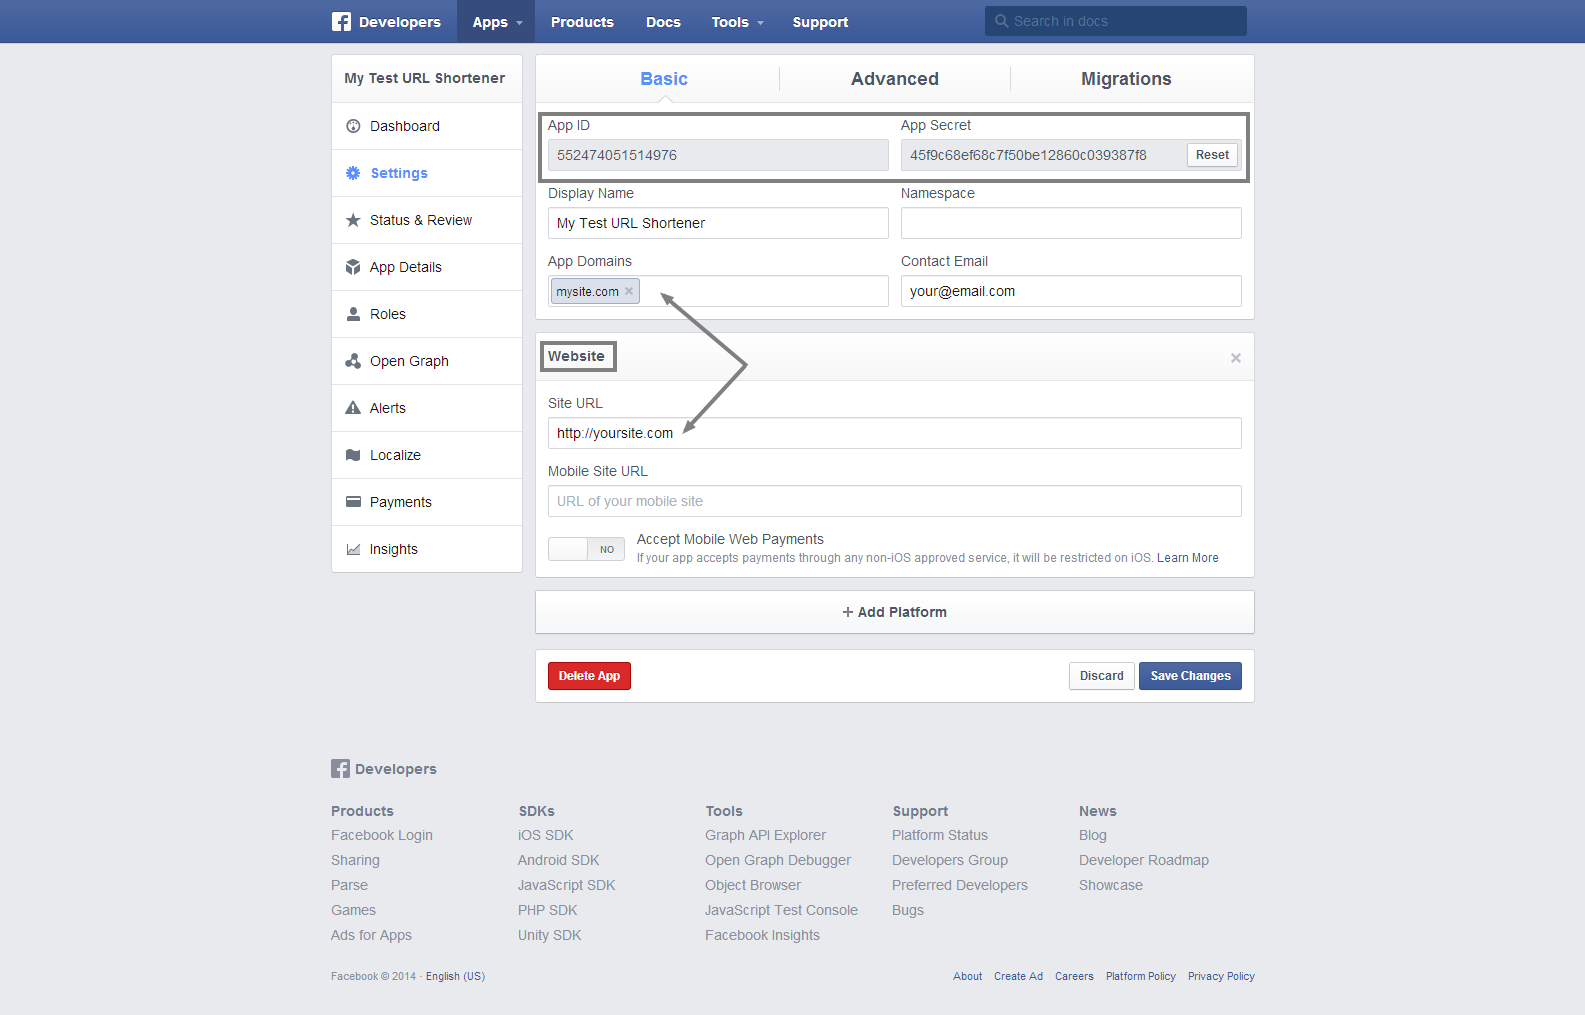 Developers Apps Products Docs Tools Support Search in docs
My Test URL Shortener
Dashboard
Settings
Status & Review
App Details
Roles
Open Graph
Alerts
Localize
Payments
Insights
Basic Advanced Migrations
App ID App Secret
552474051514976 45f9c68ef68c7f50be12860c039387f8 Reset
Display Name Namespace
My Test URL Shortener
App Domains Contact Email
mysite.com × your@email.com
Website ×
Site URL
http://yoursite.com
Mobile Site URL
URL of your mobile site
NO Accept Mobile Web Payments
If your app accepts payments through any non-iOS approved service, it will be restricted on iOS. Learn More
+ Add Platform
Delete App Discard Save Changes
Developers
Products SDKs Tools Support News
Facebook Login iOS SDK Graph API Explorer Platform Status Blog
Sharing Android SDK Open Graph Debugger Developers Group Developer Roadmap
Parse JavaScript SDK Object Browser Preferred Developers Showcase
Games PHP SDK JavaScript Test Console Bugs
Ads for Apps Unity SDK Facebook Insights
Facebook © 2014 · English (US) About Create Ad Careers Platform Policy Privacy Policy